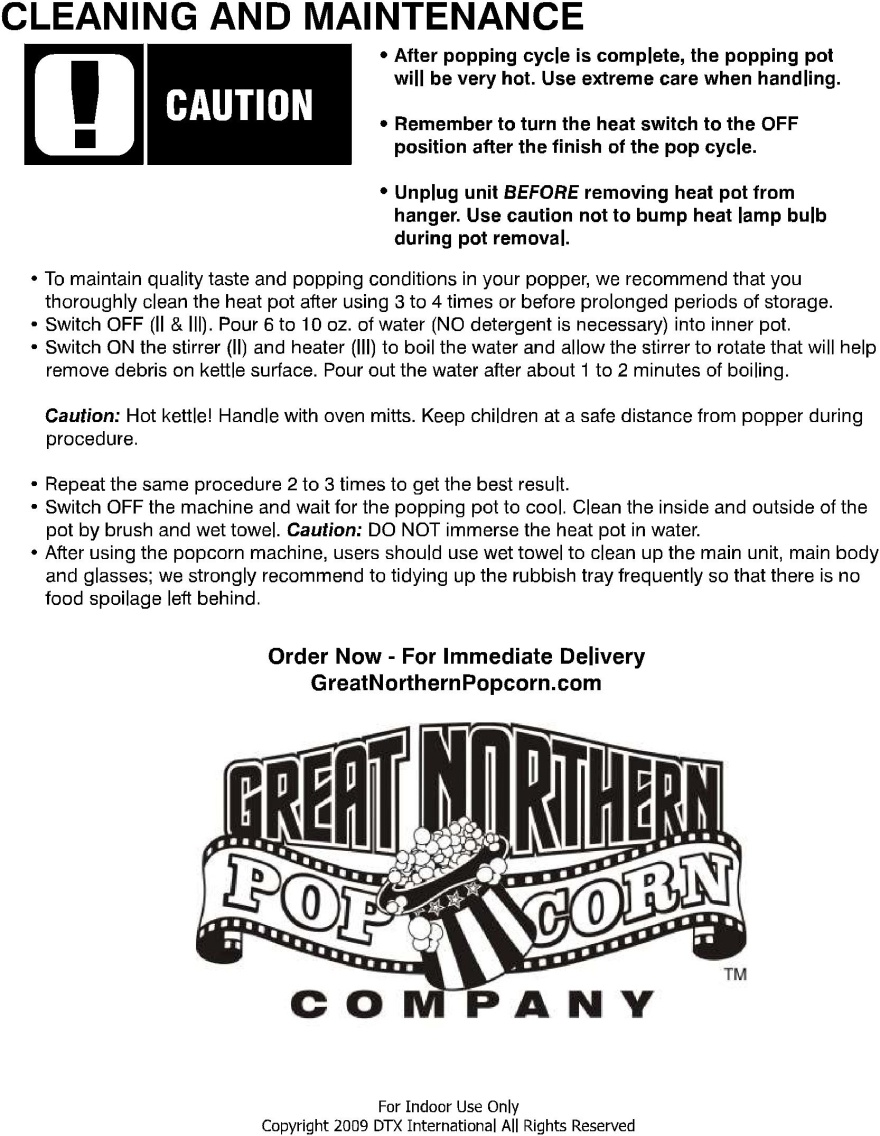 CLEANING AND MAINTENANCE
CAUTION
• After popping cycle is complete, the popping pot
will be very hot. Use extreme care when handling.
• Remember to turn the heat switch to the OFF
position after the finish of the pop cycle.
• Unplug unit BEFORE removing heat pot from
hanger. Use caution not to bump heat lamp bulb
during pot removal.
• To maintain quality taste and popping conditions in your popper, we recommend that you
thoroughly clean the heat pot after using 3 to 4 times or before prolonged periods of storage.
• Switch OFF (II & III). Pour 6 to 10 oz. of water (NO detergent is necessary) into inner pot.
• Switch ON the stirrer (II) and heater (III) to boil the water and allow the stirrer to rotate that will help
remove debris on kettle surface. Pour out the water after about 1 to 2 minutes of boiling.
Caution: Hot kettle! Handle with oven mitts. Keep children at a safe distance from popper during
procedure.
• Repeat the same procedure 2 to 3 times to get the best result.
• Switch OFF the machine and wait for the popping pot to cool. Clean the inside and outside of the
pot by brush and wet towel. Caution: DO NOT immerse the heat pot in water.
• After using the popcorn machine, users should use wet towel to clean up the main unit, main body
and glasses; we strongly recommend to tidying up the rubbish tray frequently so that there is no
food spoilage left behind.
Order Now - For Immediate Delivery
GreatNorthernPopcorn.com
GREAT NORTHERN
POPCORN
COMPANY
TM
For Indoor Use Only
Copyright 2009 DTX International All Rights Reserved